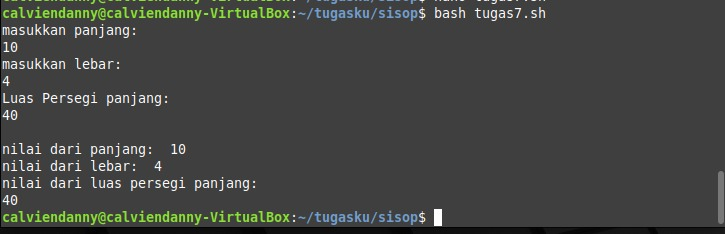 calviendanny@calviendanny-VirtualBox:~/tugasku/sisop$ bash tugas7.sh
masukkan panjang:
10
masukkan lebar:
4
Luas Persegi panjang:
40
nilai dari panjang:  10
nilai dari lebar:  4
nilai dari luas persegi panjang:
40
calviendanny@calviendanny-VirtualBox:~/tugasku/sisop$